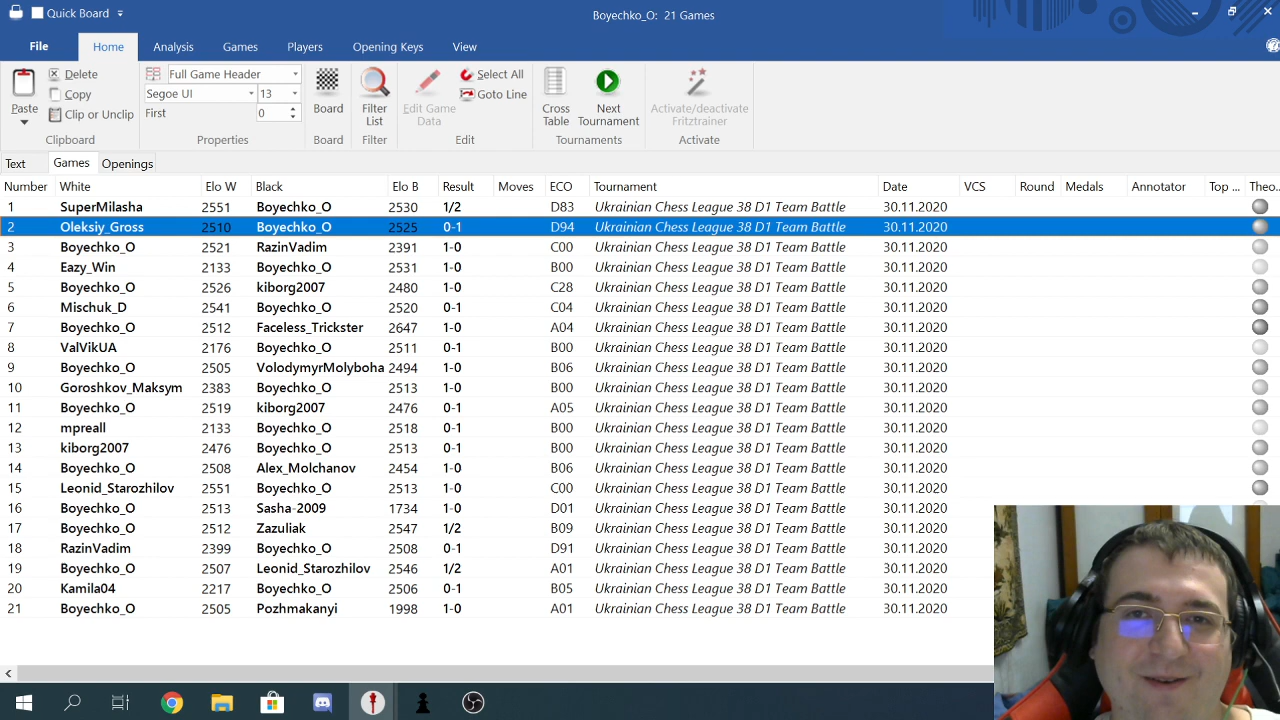 Quick Board
Boyechko_O: 21 Games
File Home Analysis Games Players Opening Keys View
Paste Delete Copy Clip or Unclip Clipboard
Full Game Header Segoe UI 13 First 0 Properties
Board Board
Filter List Filter
Edit Game Data Select All Goto Line Edit
Cross Table Next Tournament Tournaments
Activate/deactivate Fritztrainer Activate
Text Games Openings
Number White Elo W Black Elo B Result Moves ECO Tournament Date VCS Round Medals Annotator Top ... Theo...
1 SuperMilasha 2551 Boyechko_O 2530 1/2 D83 Ukrainian Chess League 38 D1 Team Battle 30.11.2020
2 Oleksiy_Gross 2510 Boyechko_O 2525 0-1 D94 Ukrainian Chess League 38 D1 Team Battle 30.11.2020
3 Boyechko_O 2521 RazinVadim 2391 1-0 C00 Ukrainian Chess League 38 D1 Team Battle 30.11.2020
4 Eazy_Win 2133 Boyechko_O 2531 1-0 B00 Ukrainian Chess League 38 D1 Team Battle 30.11.2020
5 Boyechko_O 2526 kiborg2007 2480 1-0 C28 Ukrainian Chess League 38 D1 Team Battle 30.11.2020
6 Mischuk_D 2541 Boyechko_O 2520 0-1 C04 Ukrainian Chess League 38 D1 Team Battle 30.11.2020
7 Boyechko_O 2512 Faceless_Trickster 2647 1-0 A04 Ukrainian Chess League 38 D1 Team Battle 30.11.2020
8 ValVikUA 2176 Boyechko_O 2511 0-1 B00 Ukrainian Chess League 38 D1 Team Battle 30.11.2020
9 Boyechko_O 2505 VolodymyrMolyboha 2494 1-0 B06 Ukrainian Chess League 38 D1 Team Battle 30.11.2020
10 Goroshkov_Maksym 2383 Boyechko_O 2513 1-0 B00 Ukrainian Chess League 38 D1 Team Battle 30.11.2020
11 Boyechko_O 2519 kiborg2007 2476 0-1 A05 Ukrainian Chess League 38 D1 Team Battle 30.11.2020
12 mpreall 2133 Boyechko_O 2518 0-1 B00 Ukrainian Chess League 38 D1 Team Battle 30.11.2020
13 kiborg2007 2476 Boyechko_O 2513 0-1 B00 Ukrainian Chess League 38 D1 Team Battle 30.11.2020
14 Boyechko_O 2508 Alex_Molchanov 2454 1-0 B06 Ukrainian Chess League 38 D1 Team Battle 30.11.2020
15 Leonid_Starozhilov 2551 Boyechko_O 2513 1-0 C00 Ukrainian Chess League 38 D1 Team Battle 30.11.2020
16 Boyechko_O 2513 Sasha-2009 1734 1-0 D01 Ukrainian Chess League 38 D1 Team Battle 30.11.2020
17 Boyechko_O 2512 Zazuliak 2547 1/2 B09 Ukrainian Chess League 38 D1 Team Battle 30.11.2020
18 RazinVadim 2399 Boyechko_O 2508 0-1 D91 Ukrainian Chess League 38 D1 Team Battle 30.11.2020
19 Boyechko_O 2507 Leonid_Starozhilov 2546 1/2 A01 Ukrainian Chess League 38 D1 Team Battle 30.11.2020
20 Kamila04 2217 Boyechko_O 2506 0-1 B05 Ukrainian Chess League 38 D1 Team Battle 30.11.2020
21 Boyechko_O 2505 Pozhmakanyi 1998 1-0 A01 Ukrainian Chess League 38 D1 Team Battle 30.11.2020